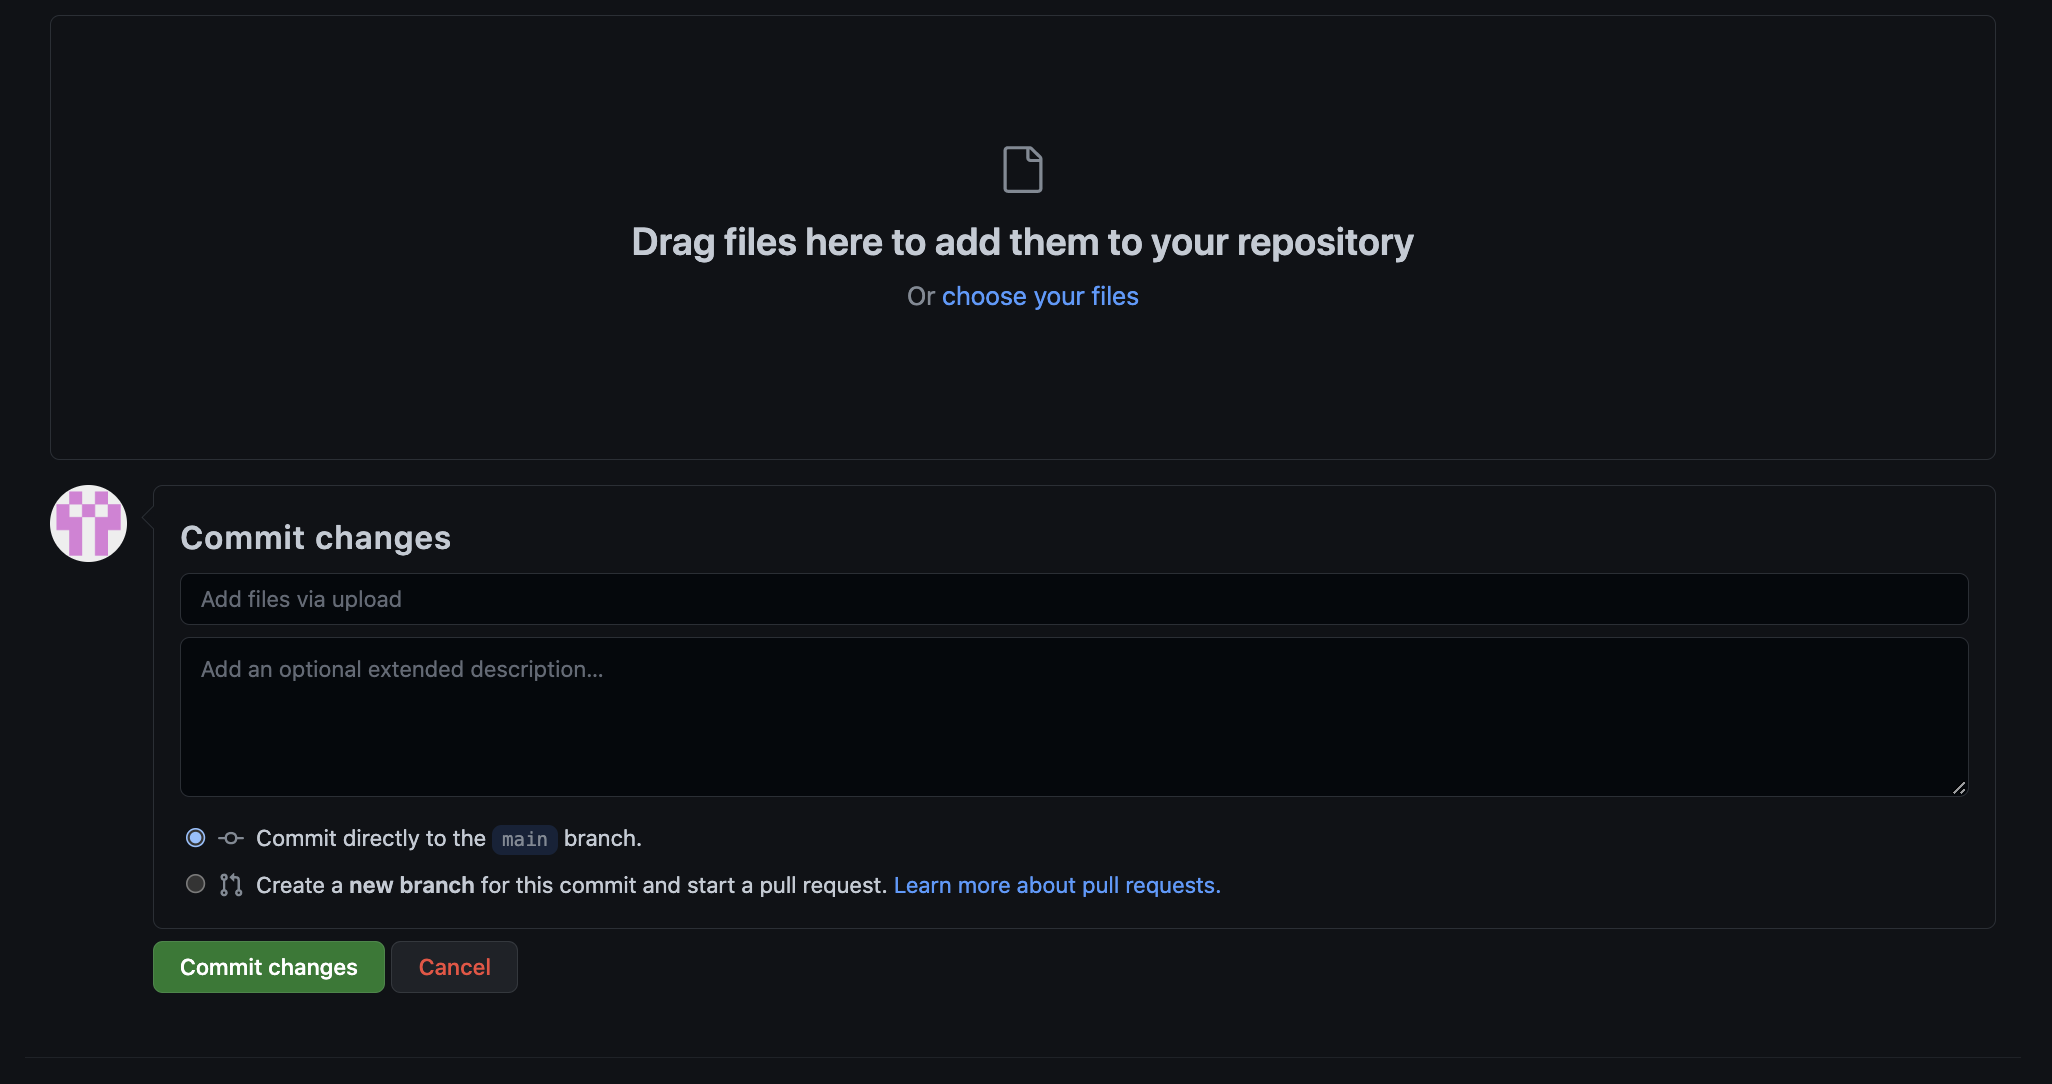 Drag files here to add them to your repository
Or choose your files
Commit changes
Add files via upload
Add an optional extended description...
Commit directly to the main branch.
Create a new branch for this commit and start a pull request. Learn more about pull requests.
Commit changes
Cancel